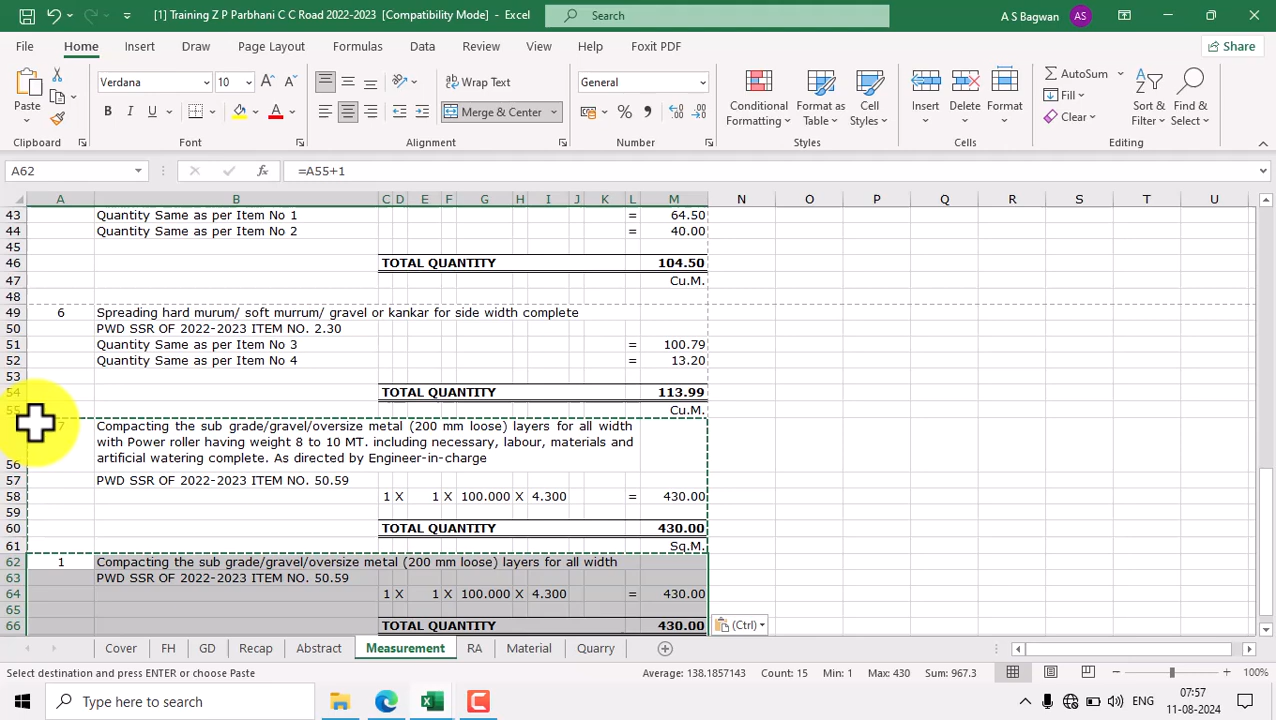 [1] Training Z P Parbhani C C Road 2022-2023 [Compatibility Mode] - Excel
Search
A S Bagwan
AS
File Home Insert Draw Page Layout Formulas Data Review View Help Foxit PDF
Share
Paste
Verdana 10
Wrap Text
General
Conditional Formatting
Format as Table
Cell Styles
Insert
Delete
Format
AutoSum
Fill
Clear
Sort & Filter
Find & Select
B I U
Merge & Center
Clipboard Font Alignment Number Styles Cells Editing
A62 fx =A55+1
A B C D E F G H I J K L M N O P Q R S T U
43 Quantity Same as per Item No 1 = 64.50
44 Quantity Same as per Item No 2 = 40.00
45
46 TOTAL QUANTITY 104.50
47 Cu.M.
48
49 6 Spreading hard murum/ soft murrum/ gravel or kankar for side width complete
50 PWD SSR OF 2022-2023 ITEM NO. 2.30
51 Quantity Same as per Item No 3 = 100.79
52 Quantity Same as per Item No 4 = 13.20
53
54 TOTAL QUANTITY 113.99
55 Cu.M.
7 Compacting the sub grade/gravel/oversize metal (200 mm loose) layers for all width
with Power roller having weight 8 to 10 MT. including necessary, labour, materials and
56 artificial watering complete. As directed by Engineer-in-charge
57 PWD SSR OF 2022-2023 ITEM NO. 50.59
58 1 X 1 X 100.000 X 4.300 = 430.00
59
60 TOTAL QUANTITY 430.00
61 Sq.M.
62 1 Compacting the sub grade/gravel/oversize metal (200 mm loose) layers for all width
63 PWD SSR OF 2022-2023 ITEM NO. 50.59
64 1 X 1 X 100.000 X 4.300 = 430.00
65
66 TOTAL QUANTITY 430.00
(Ctrl)
Cover FH GD Recap Abstract Measurement RA Material Quarry
Select destination and press ENTER or choose Paste
Average: 138.1857143 Count: 15 Min: 1 Max: 430 Sum: 967.3
100%
Type here to search
ENG
07:57
11-08-2024